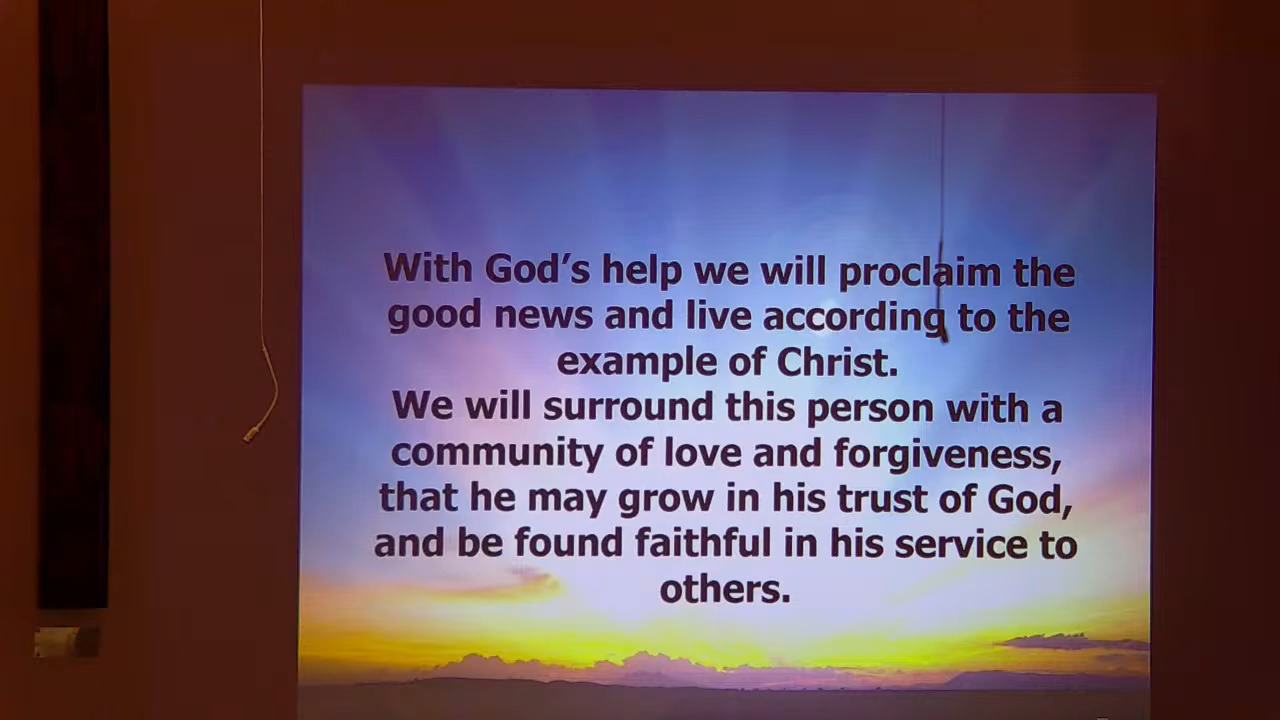 With God’s help we will proclaim the
good news and live according to the
example of Christ.
We will surround this person with a
community of love and forgiveness,
that he may grow in his trust of God,
and be found faithful in his service to
others.